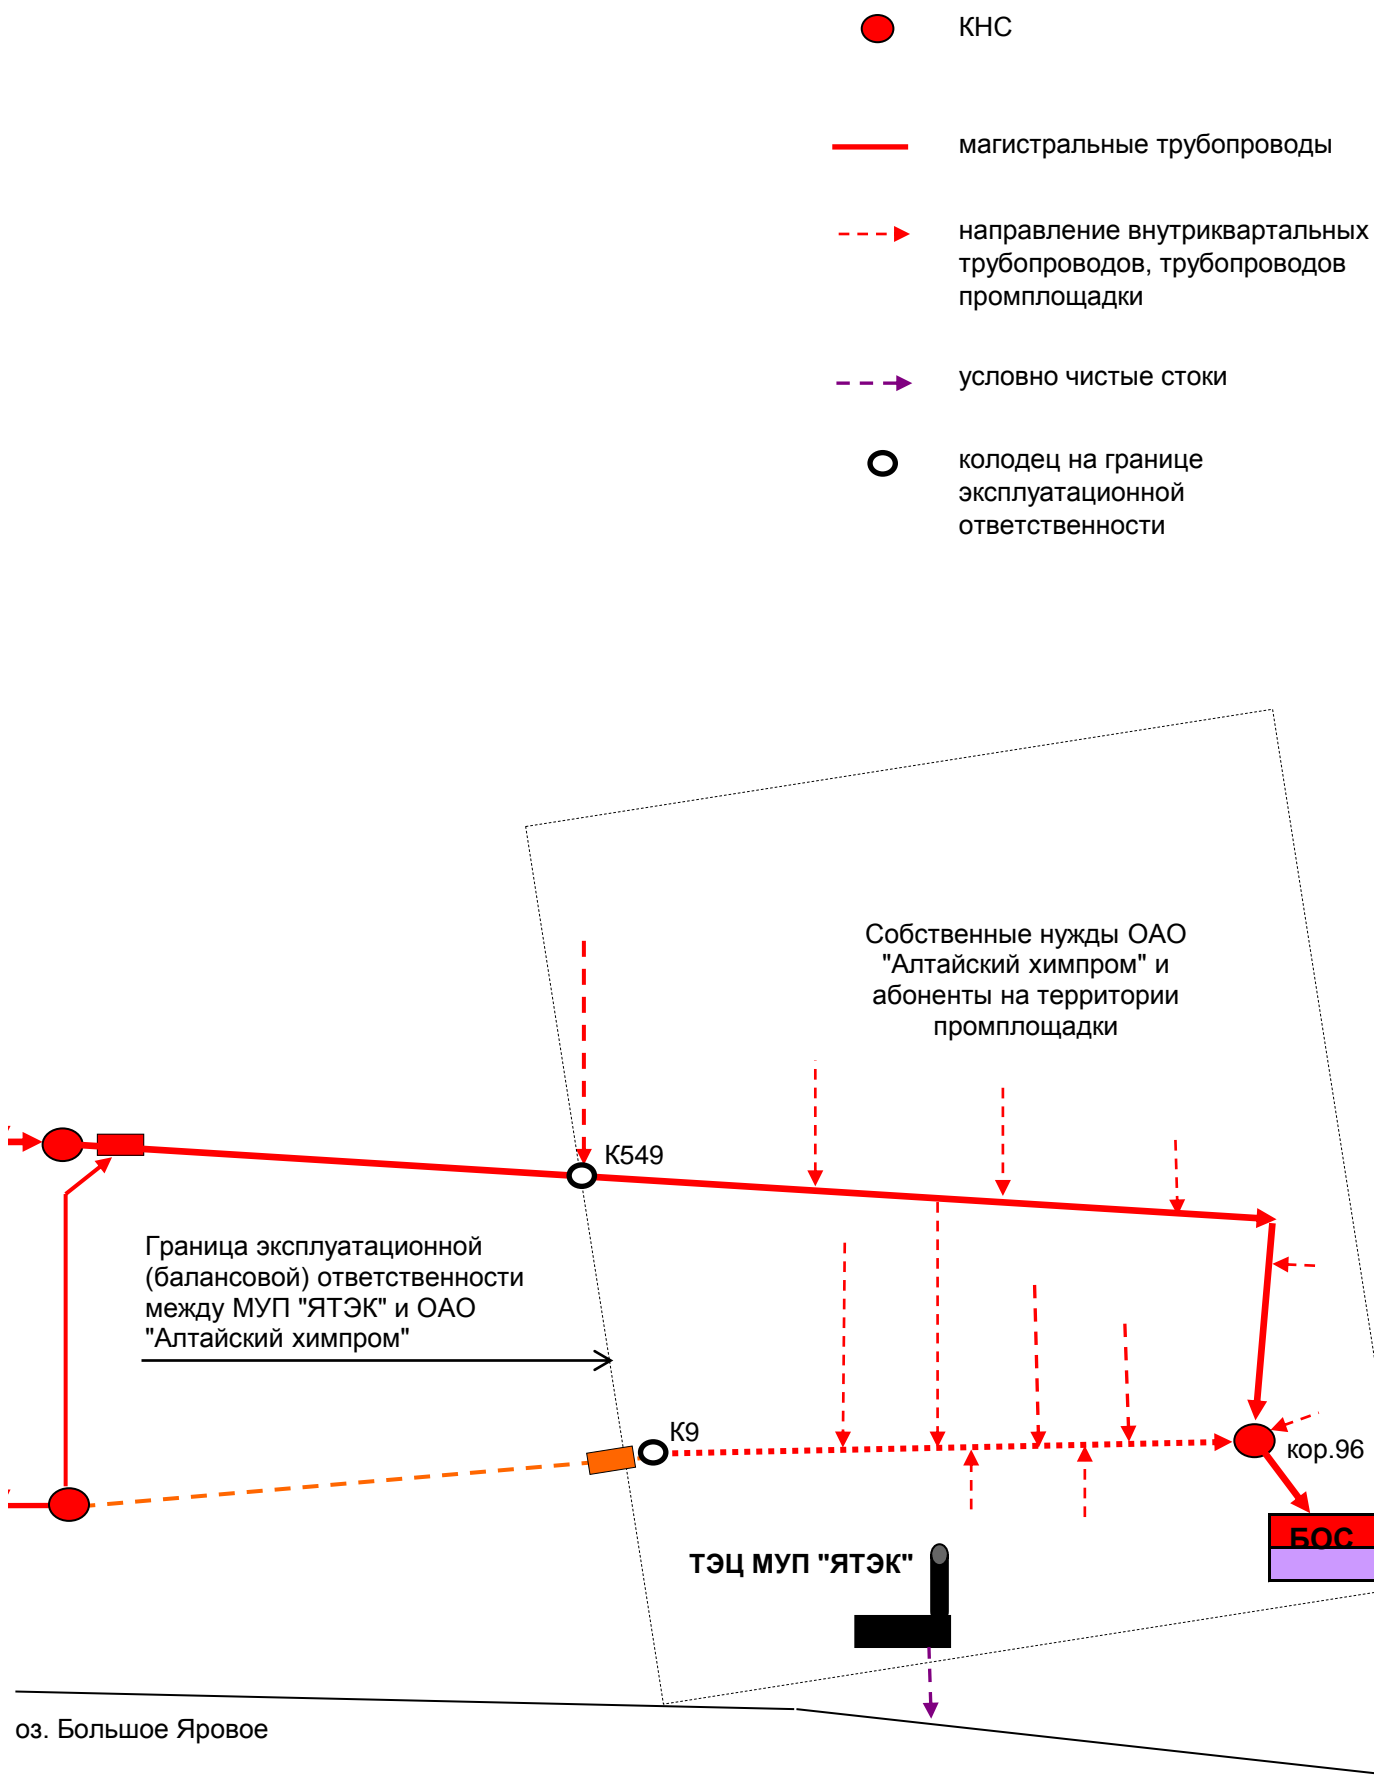 КНС
магистральные трубопроводы
направление внутриквартальных
трубопроводов, трубопроводов
промплощадки
условно чистые стоки
колодец на границе
эксплуатационной
ответственности
Собственные нужды ОАО
"Алтайский химпром" и
абоненты на территории
промплощадки
К549
Граница эксплуатационной
(балансовой) ответственности
между МУП "ЯТЭК" и ОАО
"Алтайский химпром"
К9
кор.96
БОС
ТЭЦ МУП "ЯТЭК"
оз. Большое Яровое